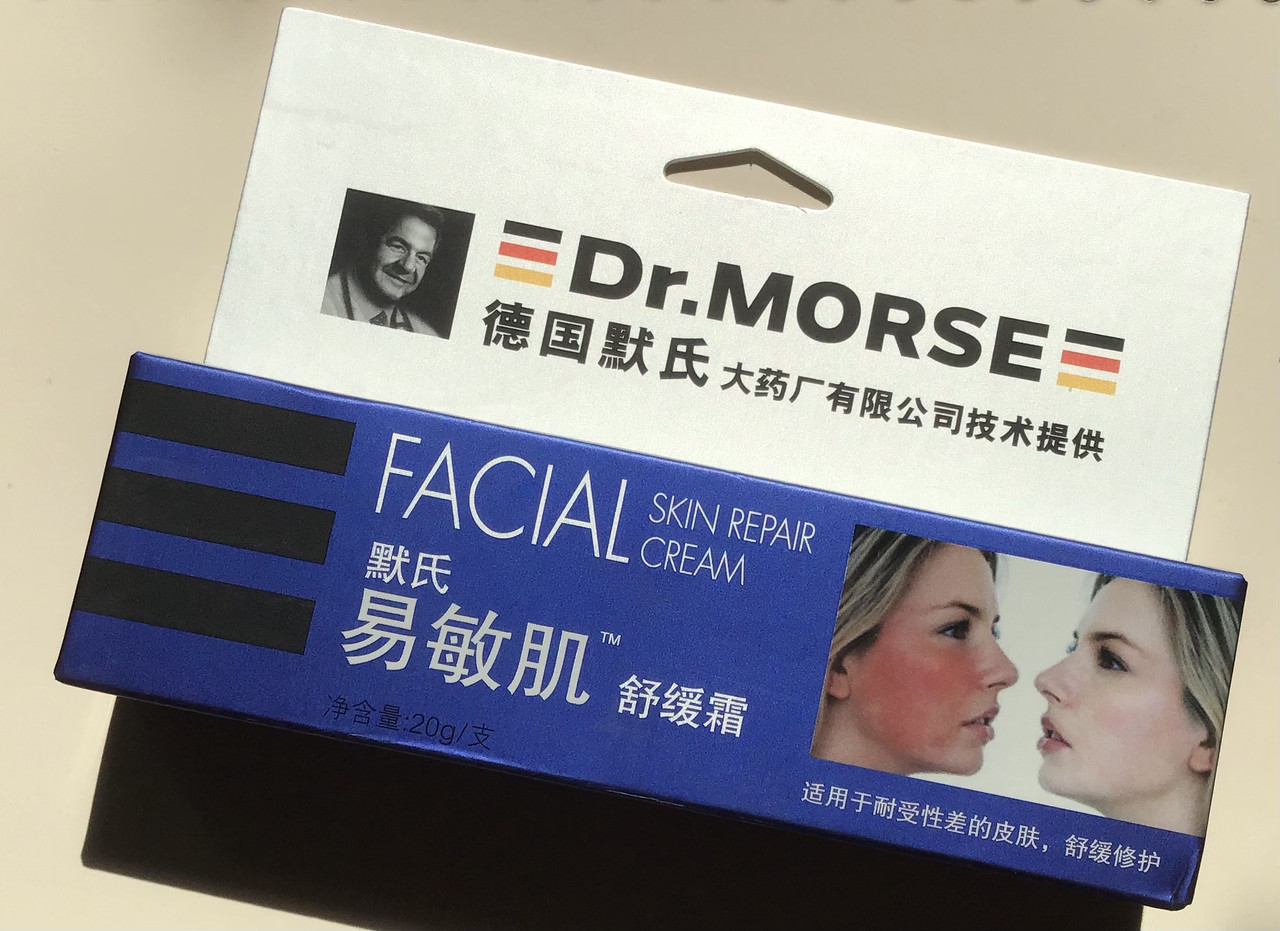 Dr.MORSE
德国默氏大药厂有限公司技术提供
FACIAL SKIN REPAIR
CREAM
默氏
易敏肌™ 舒缓霜
净含量:20g/支
适用于耐受性差的皮肤，舒缓修护